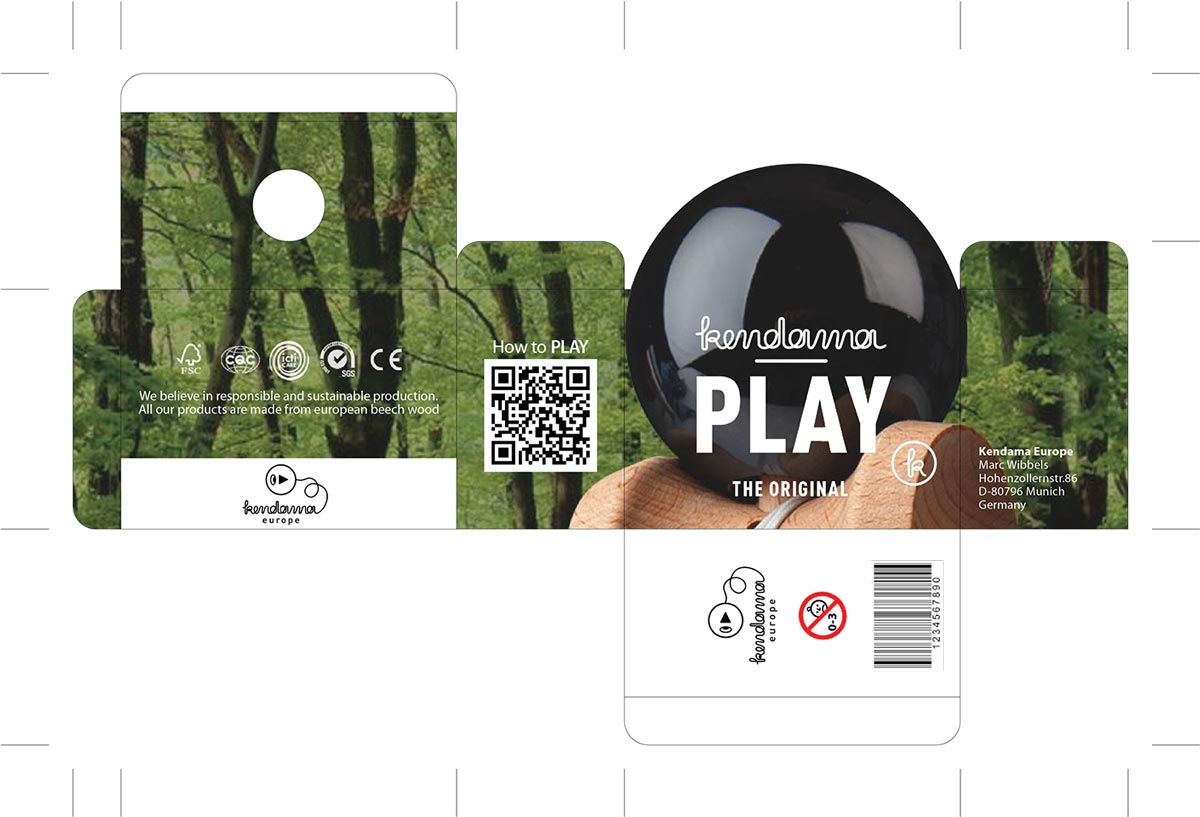 FSC
CQC
icti
CARE
SGS
CE
We believe in responsible and sustainable production.
All our products are made from european beech wood
kendama
europe
How to PLAY
kendama
PLAY
k
THE ORIGINAL
Kendama Europe
Marc Wibbels
Hohenzollernstr.86
D-80796 Munich
Germany
kendama
europe
0-3
1234567890